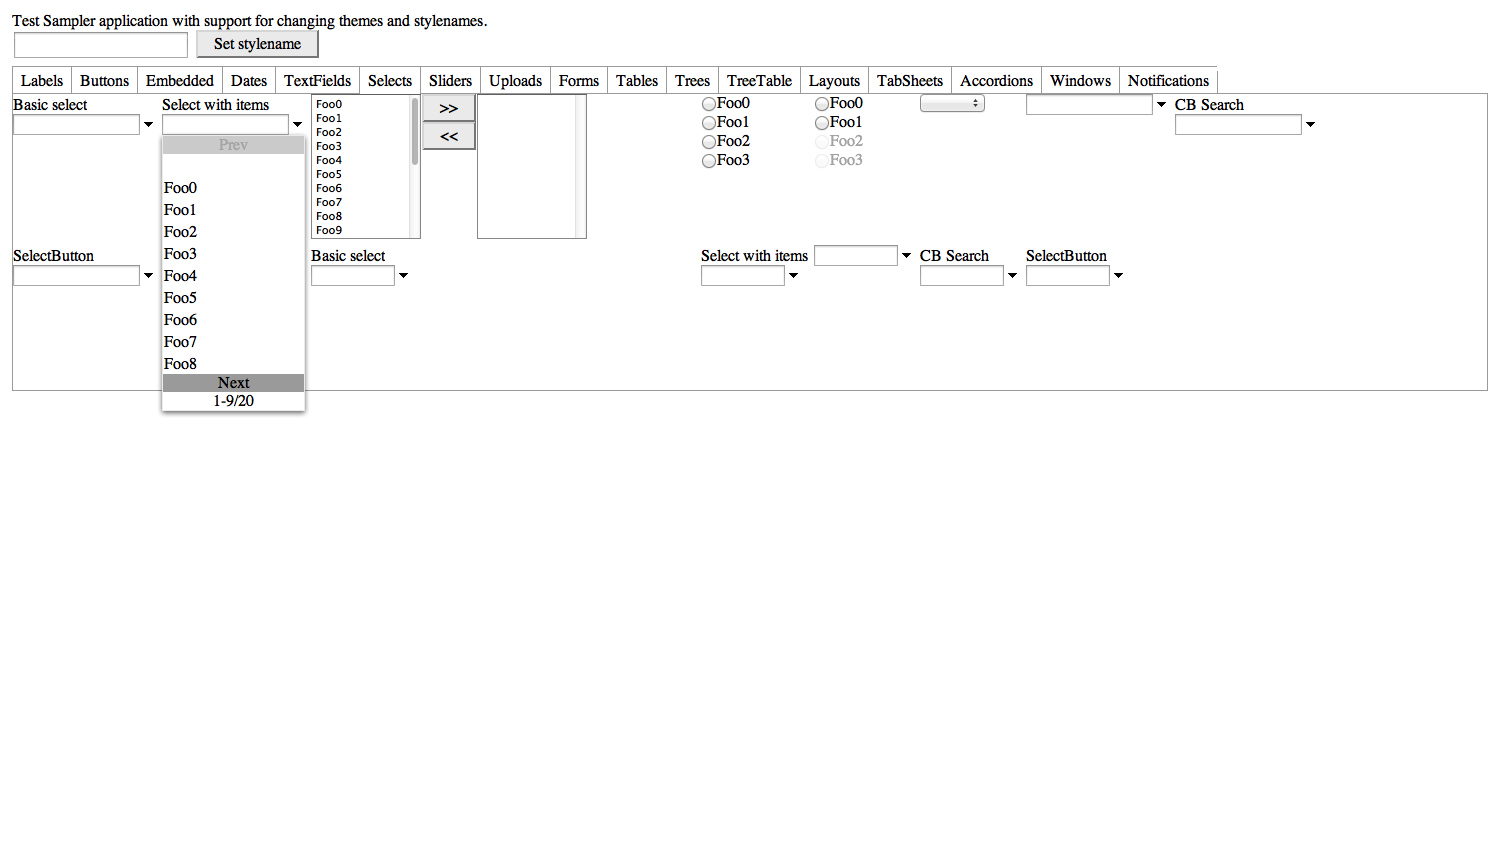 Test Sampler application with support for changing themes and stylenames.
Set stylename
Labels Buttons Embedded Dates TextFields Selects Sliders Uploads Forms Tables Trees TreeTable Layouts TabSheets Accordions Windows Notifications
Basic select
Select with items
Prev
Foo0
Foo1
Foo2
Foo3
Foo4
Foo5
Foo6
Foo7
Foo8
Next
1-9/20
Foo0
Foo1
Foo2
Foo3
Foo4
Foo5
Foo6
Foo7
Foo8
Foo9
>>
<<
Foo0
Foo1
Foo2
Foo3
Foo0
Foo1
Foo2
Foo3
CB Search
SelectButton
Basic select
Select with items
CB Search
SelectButton